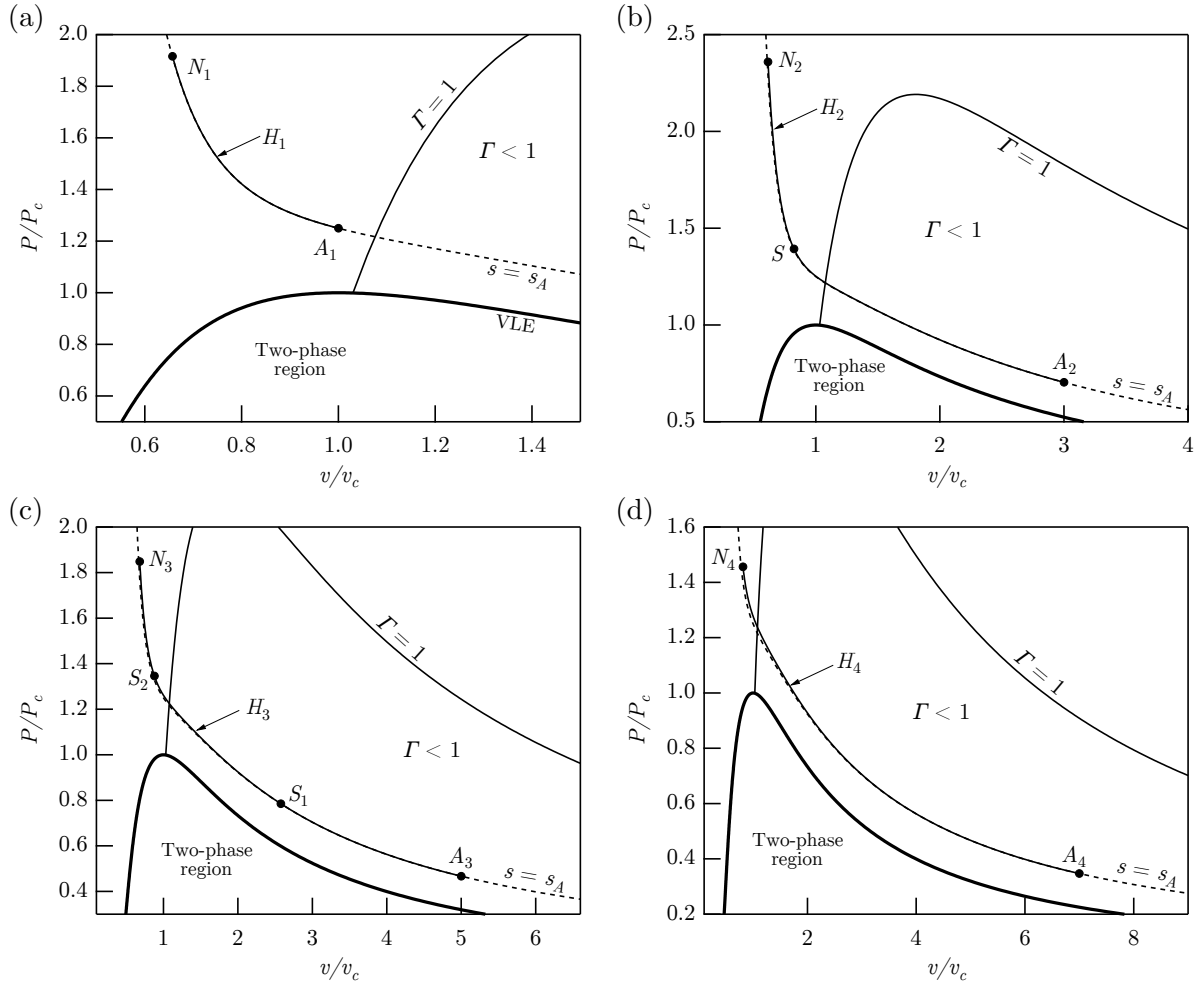 (a)
2.0
1.8
1.6
1.4
1.2
1.0
0.8
0.6
P/P_c
N_1
H_1
A_1
Γ = 1
Γ < 1
s = s_A
VLE
Two-phase
region
0.6 0.8 1.0 1.2 1.4
v/v_c
(b)
2.5
2.0
1.5
1.0
0.5
P/P_c
N_2
H_2
S
Γ = 1
Γ < 1
A_2
s = s_A
Two-phase
region
1 2 3 4
v/v_c
(c)
2.0
1.8
1.6
1.4
1.2
1.0
0.8
0.6
0.4
P/P_c
N_3
S_2
H_3
Γ = 1
Γ < 1
S_1
A_3
s = s_A
Two-phase
region
1 2 3 4 5 6
v/v_c
(d)
1.6
1.4
1.2
1.0
0.8
0.6
0.4
0.2
P/P_c
N_4
H_4
Γ = 1
Γ < 1
A_4
s = s_A
Two-phase
region
2 4 6 8
v/v_c